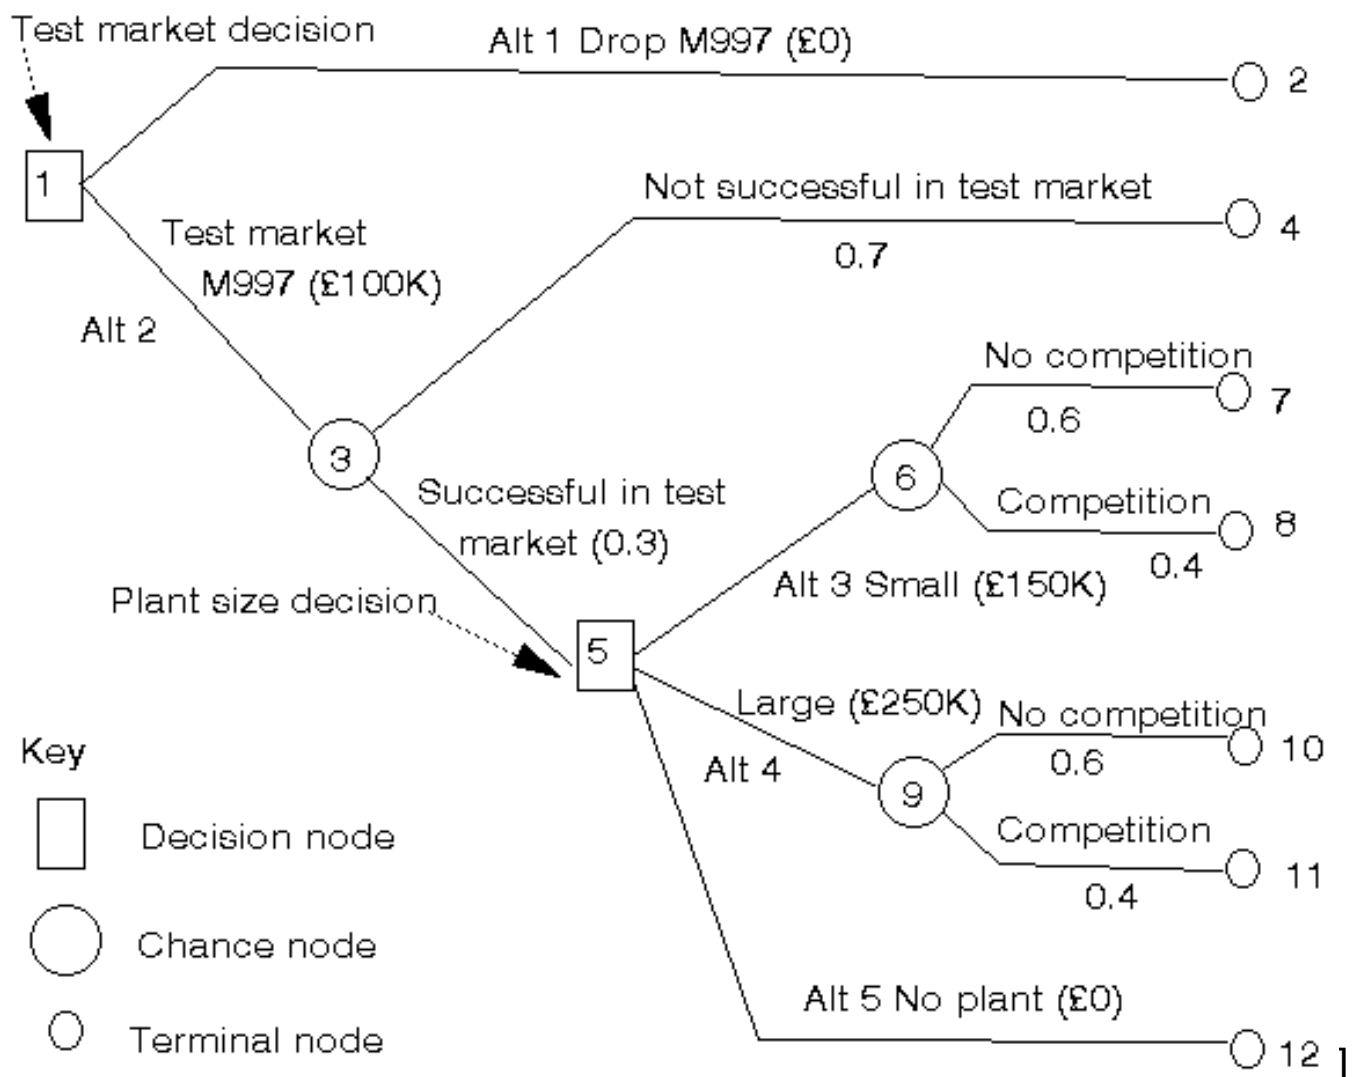 Test market decision
Alt 1 Drop M997 (£0)
2
1
Not successful in test market
4
0.7
Test market
M997 (£100K)
Alt 2
No competition
7
0.6
3
6
Successful in test
market (0.3)
Competition
8
0.4
Alt 3 Small (£150K)
Plant size decision
5
Large (£250K)
No competition
10
0.6
Alt 4
9
Competition
11
0.4
Key
Decision node
Chance node
Alt 5 No plant (£0)
Terminal node
12
]